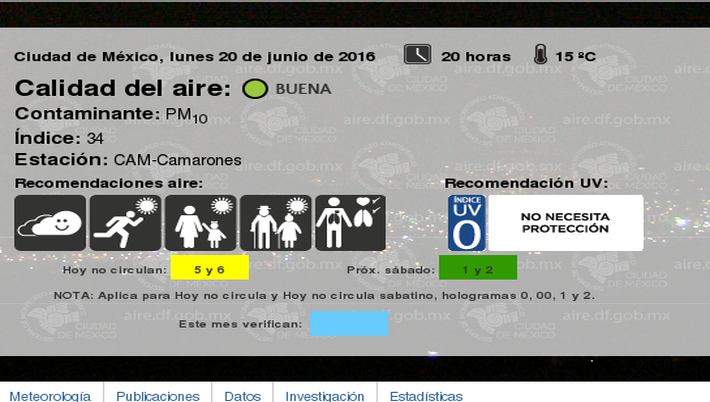 Ciudad de México, lunes 20 de junio de 2016 20 horas 15 ºC
Calidad del aire: BUENA
Contaminante: PM10
Índice: 34
Estación: CAM-Camarones
Recomendaciones aire: Recomendación UV:
ÍNDICE
UV
0
NO NECESITA
PROTECCIÓN
Hoy no circulan: 5 y 6 Próx. sábado: 1 y 2
NOTA: Aplica para Hoy no circula y Hoy no circula sabatino, hologramas 0, 00, 1 y 2.
Este mes verifican:
aire.df.gob.mx
CIUDAD
DE MÉXICO
Meteorología Publicaciones Datos Investigación Estadísticas